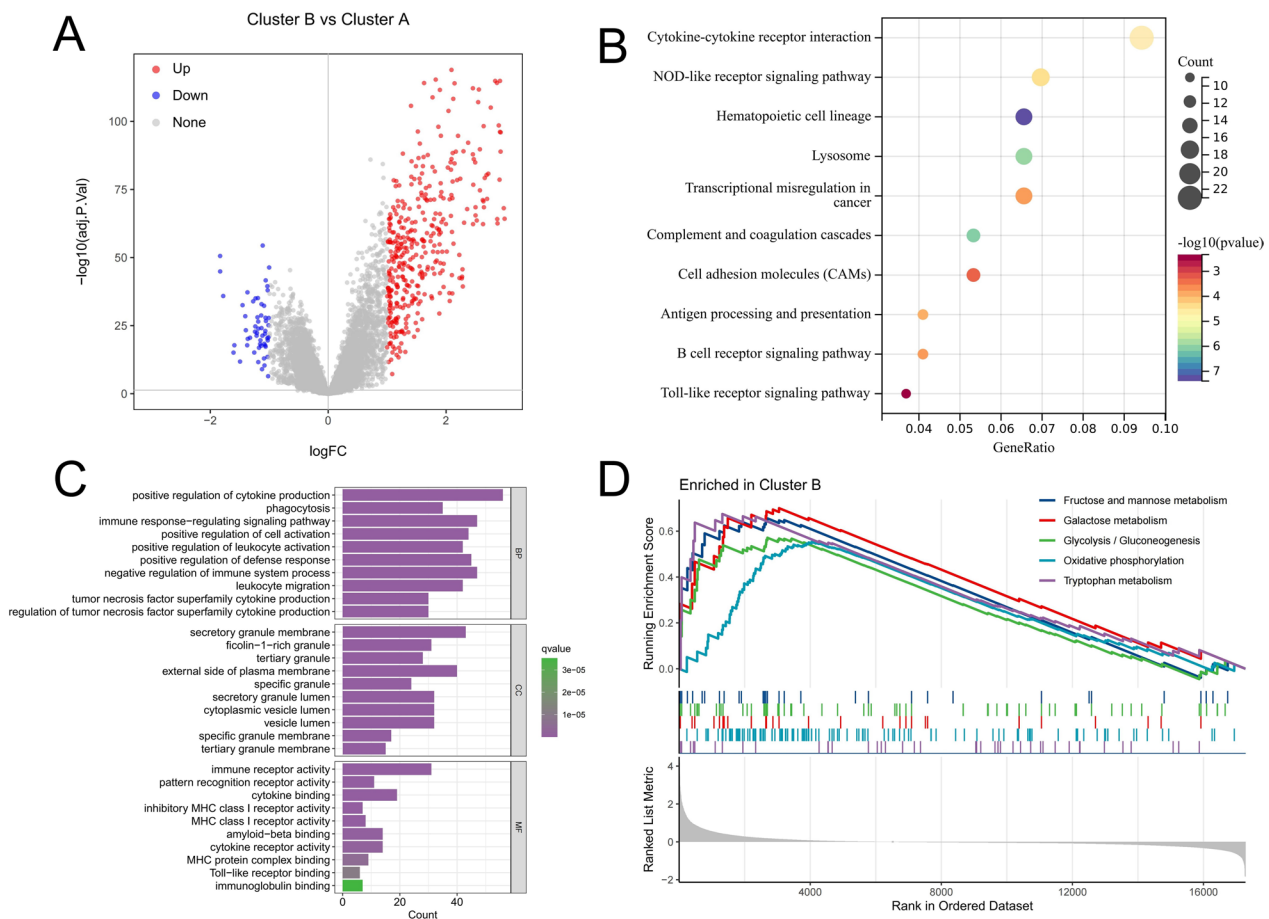 A
Cluster B vs Cluster A
Up
Down
None
−log10(adj.P.Val)
100
75
50
25
0
−2
0
2
logFC
B
Cytokine-cytokine receptor interaction
NOD-like receptor signaling pathway
Hematopoietic cell lineage
Lysosome
Transcriptional misregulation in
cancer
Complement and coagulation cascades
Cell adhesion molecules (CAMs)
Antigen processing and presentation
B cell receptor signaling pathway
Toll-like receptor signaling pathway
0.04
0.05
0.06
0.07
0.08
0.09
0.10
GeneRatio
Count
10
12
14
16
18
20
22
-log10(pvalue)
3
4
5
6
7
C
positive regulation of cytokine production
phagocytosis
immune response-regulating signaling pathway
positive regulation of cell activation
positive regulation of leukocyte activation
positive regulation of defense response
negative regulation of immune system process
leukocyte migration
tumor necrosis factor superfamily cytokine production
regulation of tumor necrosis factor superfamily cytokine production
BP
secretory granule membrane
ficolin-1-rich granule
tertiary granule
external side of plasma membrane
specific granule
secretory granule lumen
cytoplasmic vesicle lumen
vesicle lumen
specific granule membrane
tertiary granule membrane
CC
immune receptor activity
pattern recognition receptor activity
cytokine binding
inhibitory MHC class I receptor activity
MHC class I receptor activity
amyloid-beta binding
cytokine receptor activity
MHC protein complex binding
Toll-like receptor binding
immunoglobulin binding
MF
0
20
40
Count
qvalue
3e-05
2e-05
1e-05
D
Enriched in Cluster B
Fructose and mannose metabolism
Galactose metabolism
Glycolysis / Gluconeogenesis
Oxidative phosphorylation
Tryptophan metabolism
Running Enrichment Score
0.6
0.4
0.2
0.0
Ranked List Metric
4
2
0
−2
4000
8000
12000
16000
Rank in Ordered Dataset